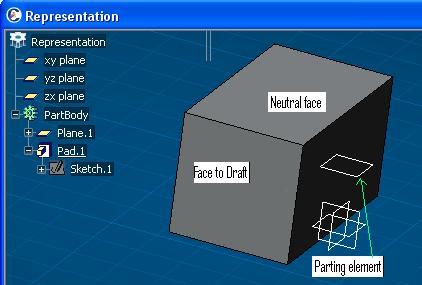 Representation
Representation
xy plane
yz plane
zx plane
PartBody
Plane.1
Pad.1
Sketch.1
Neutral face
Face to Draft
Parting element